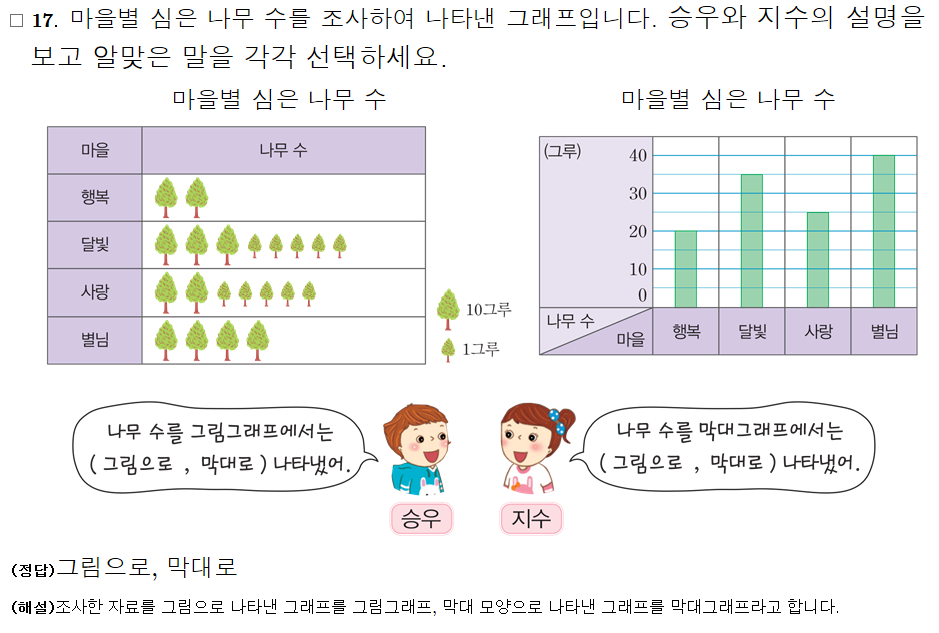 □ 17. 마을별 심은 나무 수를 조사하여 나타낸 그래프입니다. 승우와 지수의 설명을
보고 알맞은 말을 각각 선택하세요.
마을별 심은 나무 수
마을 나무 수
행복
달빛
사랑
별님
10그루
1그루
마을별 심은 나무 수
(그루)
40
30
20
10
0
나무 수
마을
행복 달빛 사랑 별님
나무 수를 그림그래프에서는
( 그림으로 , 막대로 ) 나타냈어.
승우
나무 수를 막대그래프에서는
( 그림으로 , 막대로 ) 나타냈어.
지수
(정답)그림으로, 막대로
(해설)조사한 자료를 그림으로 나타낸 그래프를 그림그래프, 막대 모양으로 나타낸 그래프를 막대그래프라고 합니다.